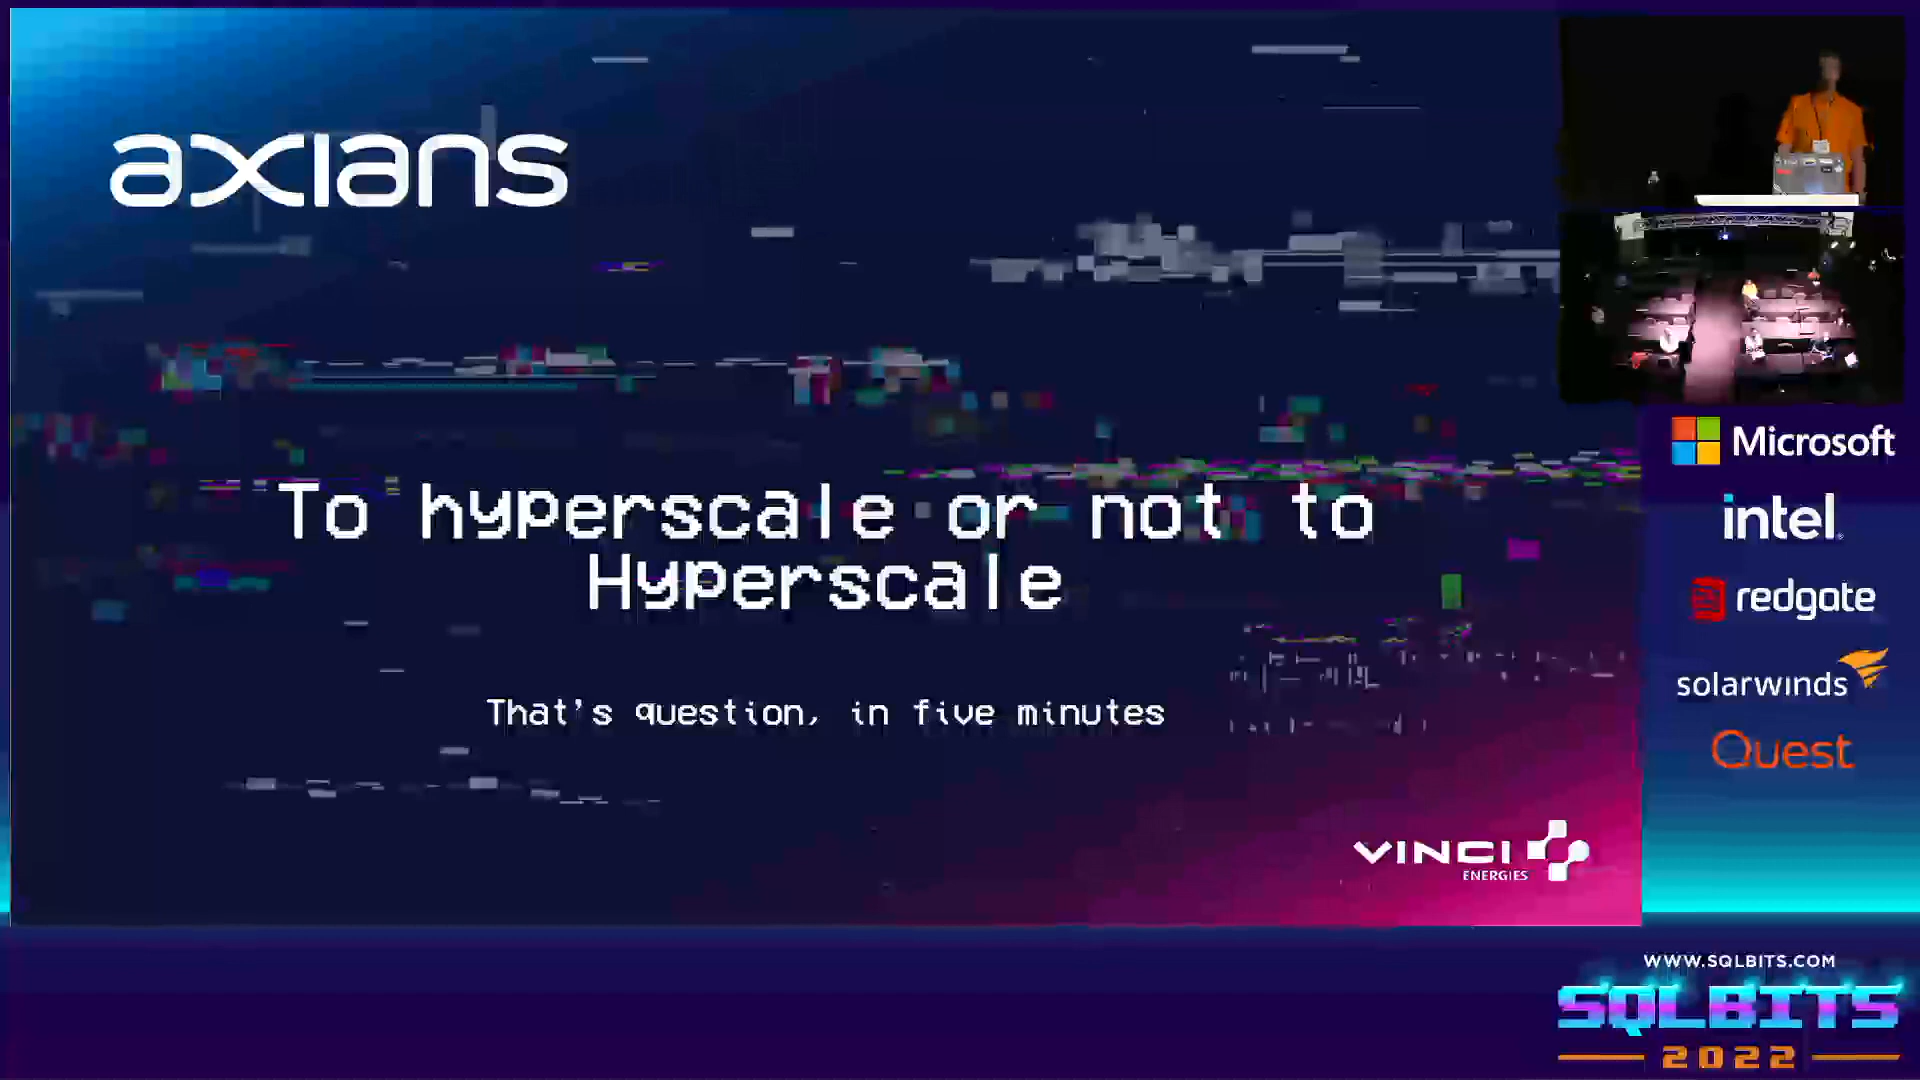 axians
To hyperscale or not to
Hyperscale
That's question, in five minutes
VINCI
ENERGIES
Microsoft
intel.
redgate
solarwinds
Quest
WWW.SQLBITS.COM
SQLBITS
2022